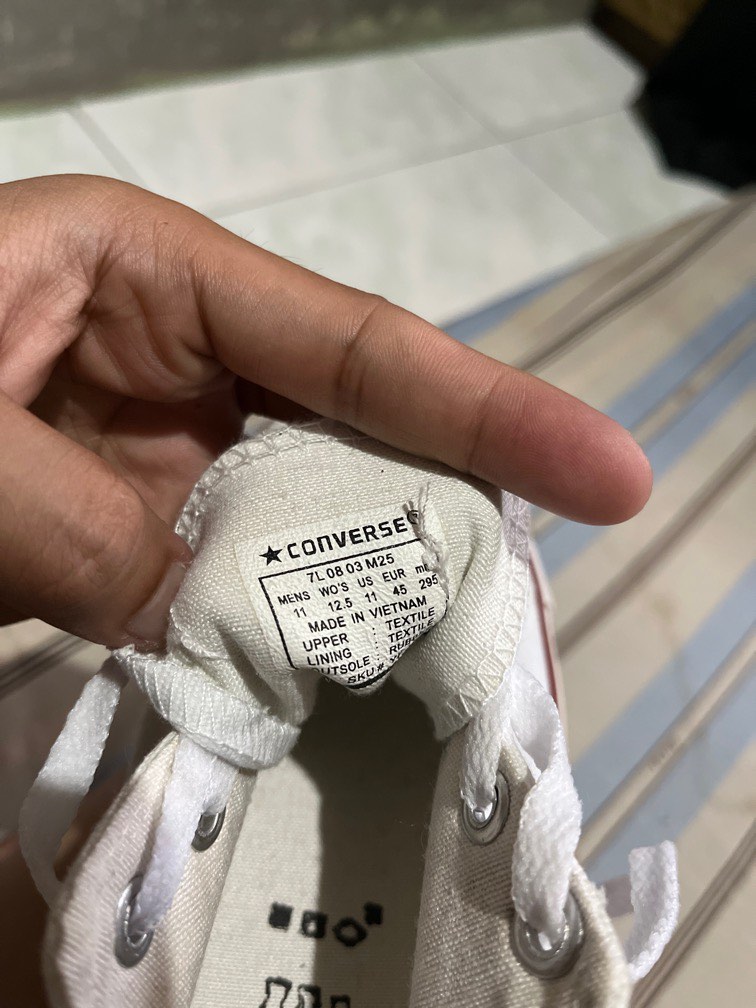 ★CONVERSE
7L 08 03 M25
MENS WO'S US EUR
11 12.5 11 45 295
MADE IN VIETNAM
UPPER : TEXTILE
LINING : TEXTILE
SKU#